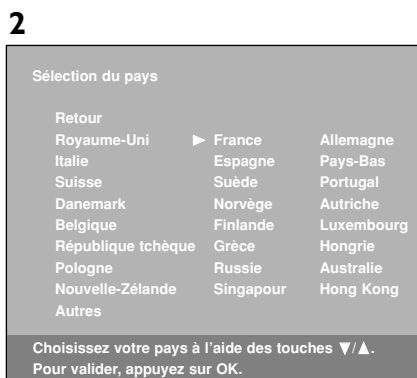 2
Sélection du pays
Retour
Royaume-Uni ► France Allemagne
Italie Espagne Pays-Bas
Suisse Suède Portugal
Danemark Norvège Autriche
Belgique Finlande Luxembourg
République tchèque Grèce Hongrie
Pologne Russie Australie
Nouvelle-Zélande Singapour Hong Kong
Autres
Choisissez votre pays à l'aide des touches ▼/▲.
Pour valider, appuyez sur OK.